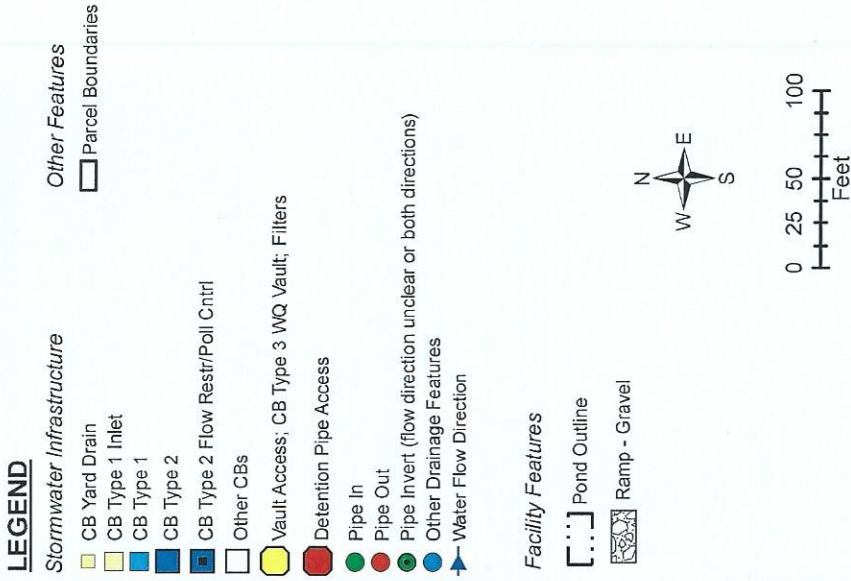 LEGEND
Stormwater Infrastructure
CB Yard Drain
CB Type 1 Inlet
CB Type 1
CB Type 2
CB Type 2 Flow Restr/Poll Cntrl
Other CBs
Vault Access; CB Type 3 WQ Vault; Filters
Detention Pipe Access
Pipe In
Pipe Out
Pipe Invert (flow direction unclear or both directions)
Other Drainage Features
Water Flow Direction
Other Features
Parcel Boundaries
Facility Features
Pond Outline
Ramp - Gravel
N
W E
S
0 25 50 100
Feet